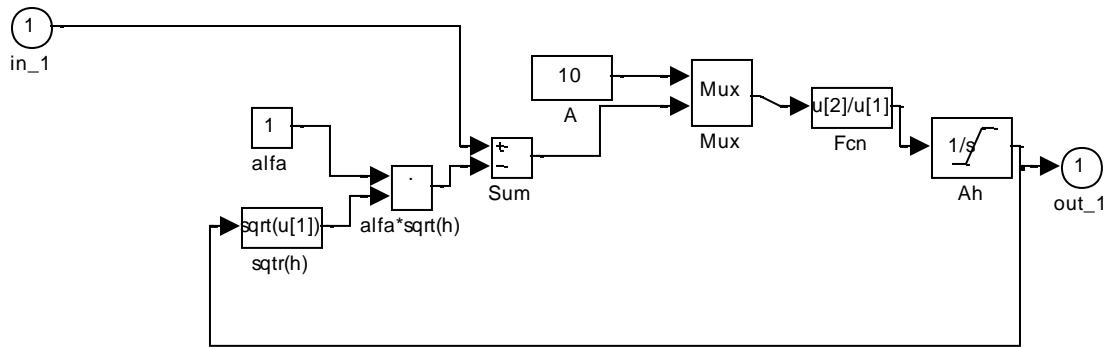 1
in_1
10
A
Mux
Mux
u[2]/u[1]
Fcn
1/s
Ah
1
out_1
1
alfa
+
−
Sum
.
alfa*sqrt(h)
sqrt(u[1])
sqtr(h)